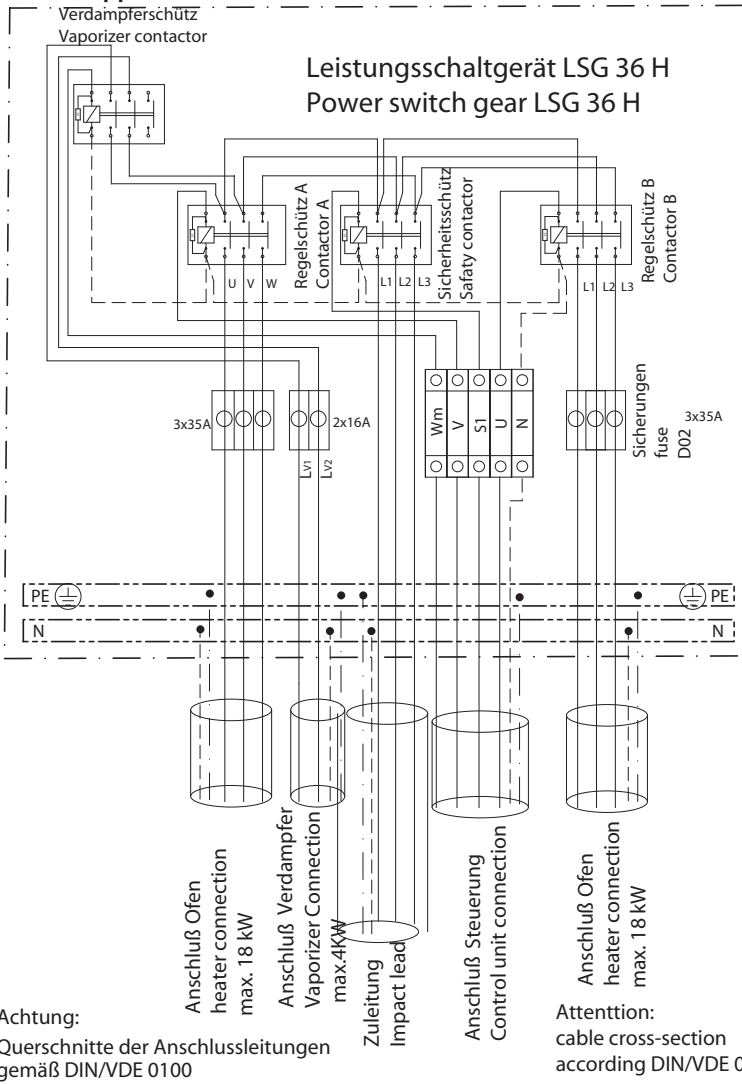 Verdampferschütz
Vaporizer contactor
Leistungsschaltgerät LSG 36 H
Power switch gear LSG 36 H
Regelschütz A
Contactor A
Sicherheitsschütz
Safaty contactor
Regelschütz B
Contactor B
U V W
L1 L2 L3
L1 L2 L3
3x35A
2x16A
LV1
LV2
Wm
V
S1
U
N
Sicherungen
fuse
D02
3x35A
PE
PE
N
N
Anschluß Ofen
heater connection
max. 18 kW
Anschluß Verdampfer
Vaporizer Connection
max.4KW
Zuleitung
Impact lead
Anschluß Steuerung
Control unit connection
Anschluß Ofen
heater connection
max. 18 kW
Achtung:
Querschnitte der Anschlussleitungen
gemäß DIN/VDE 0100
Attenttion:
cable cross-section
according DIN/VDE 0